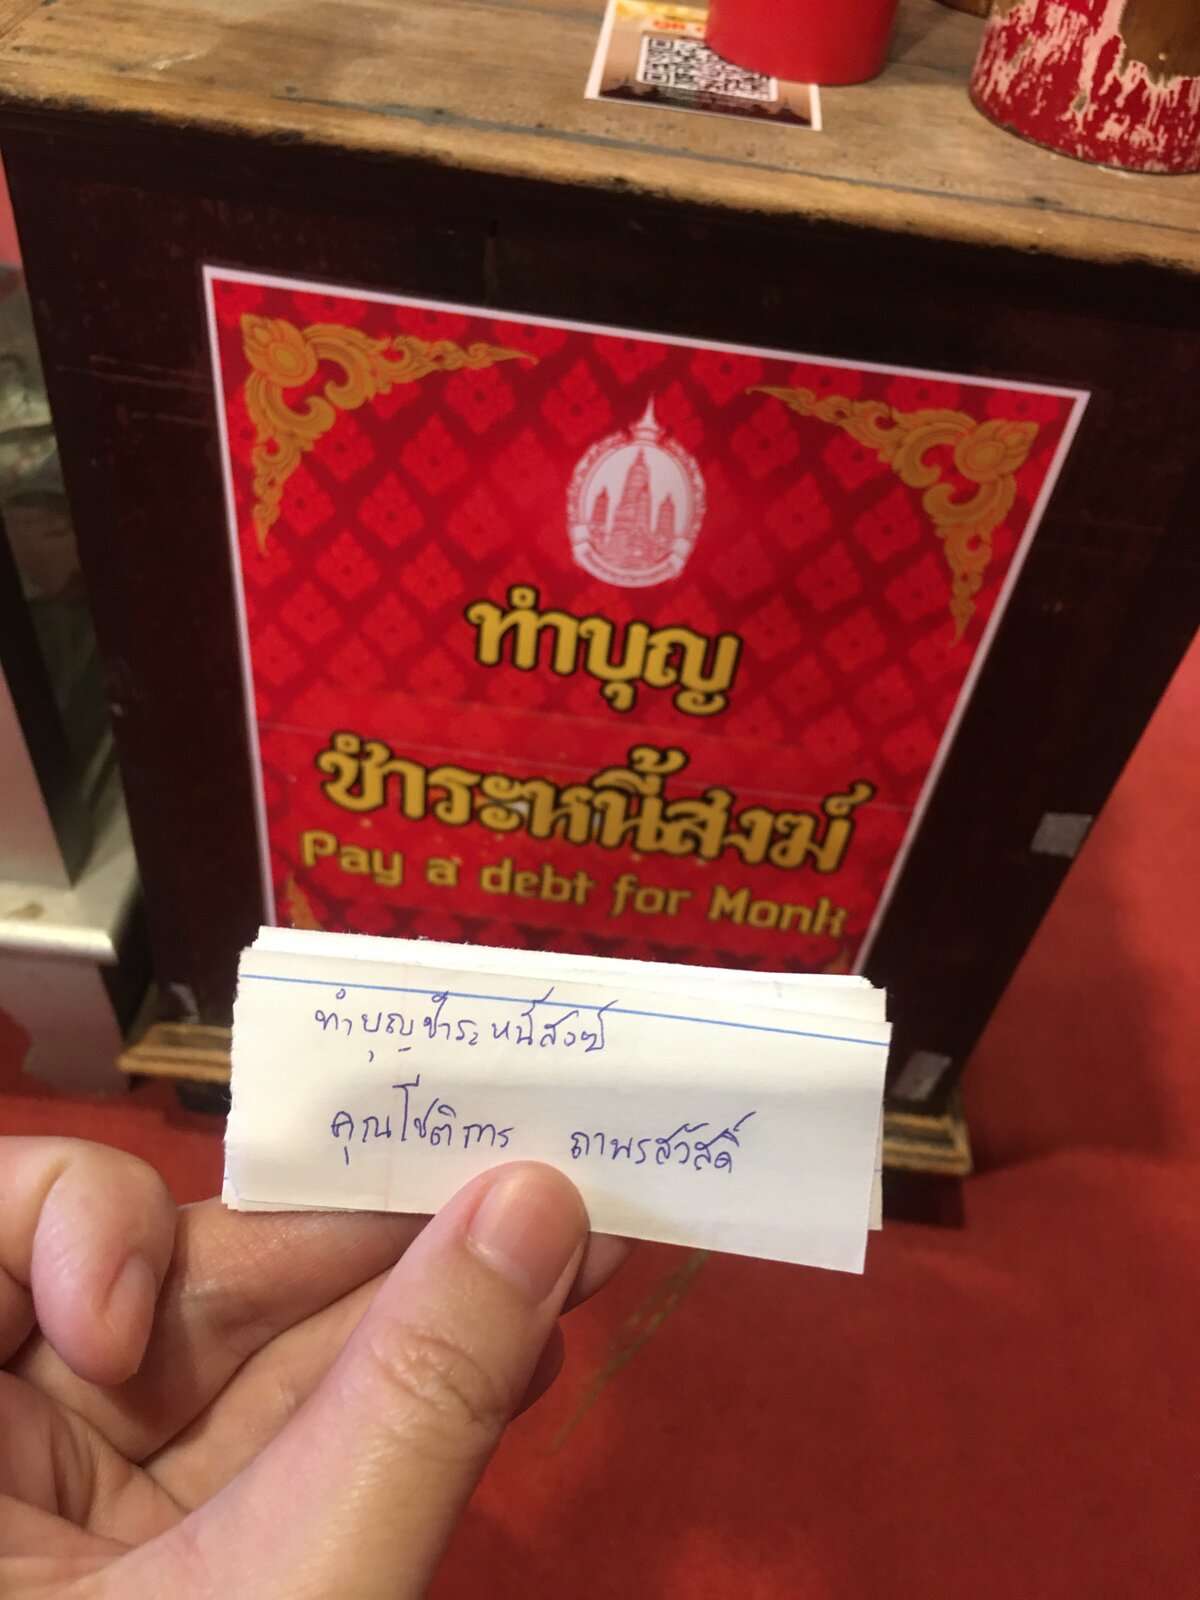 ทำบุญ
ชำระหนี้สงฆ์
Pay a debt for Monk
ทำบุญชำระหนี้สงฆ์
คุณโชติการ ถาพรสวัสดิ์